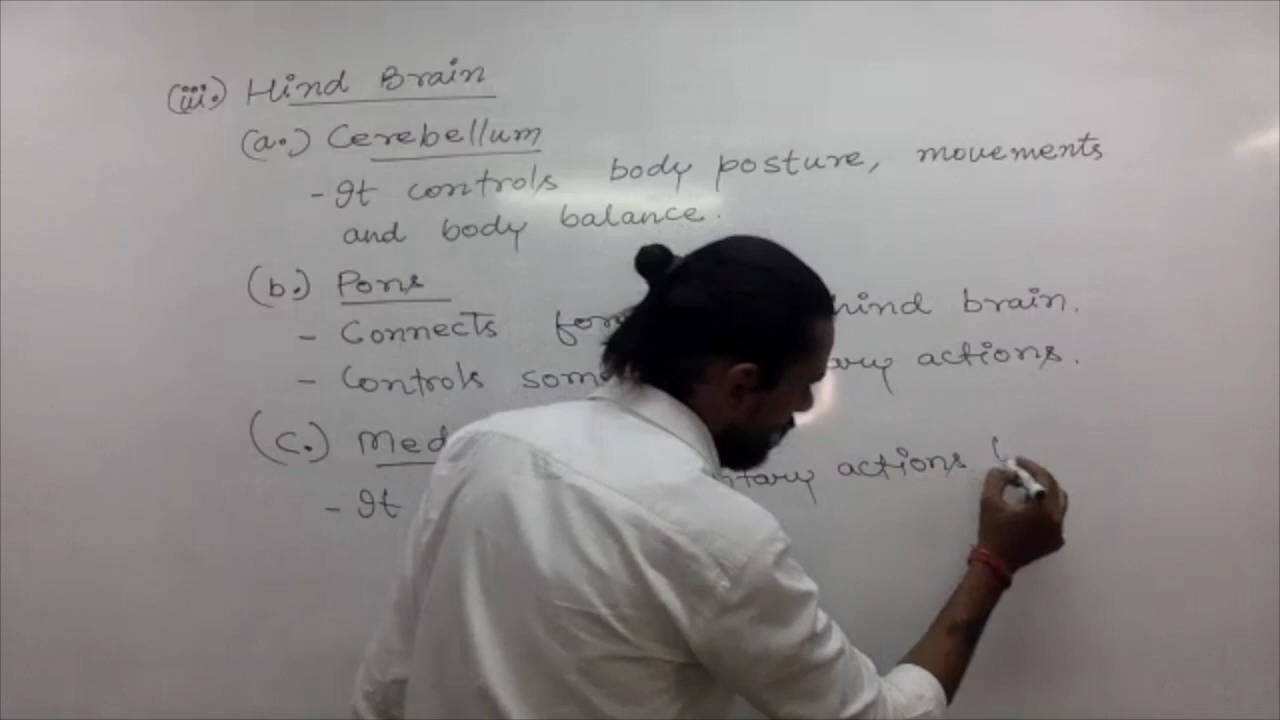 (iii.) Hind Brain
(a.) Cerebellum
- It controls body posture, movements
and body balance.
(b.) Pons
- Connects hind brain.
- Controls actions.
(c.)
- It actions (